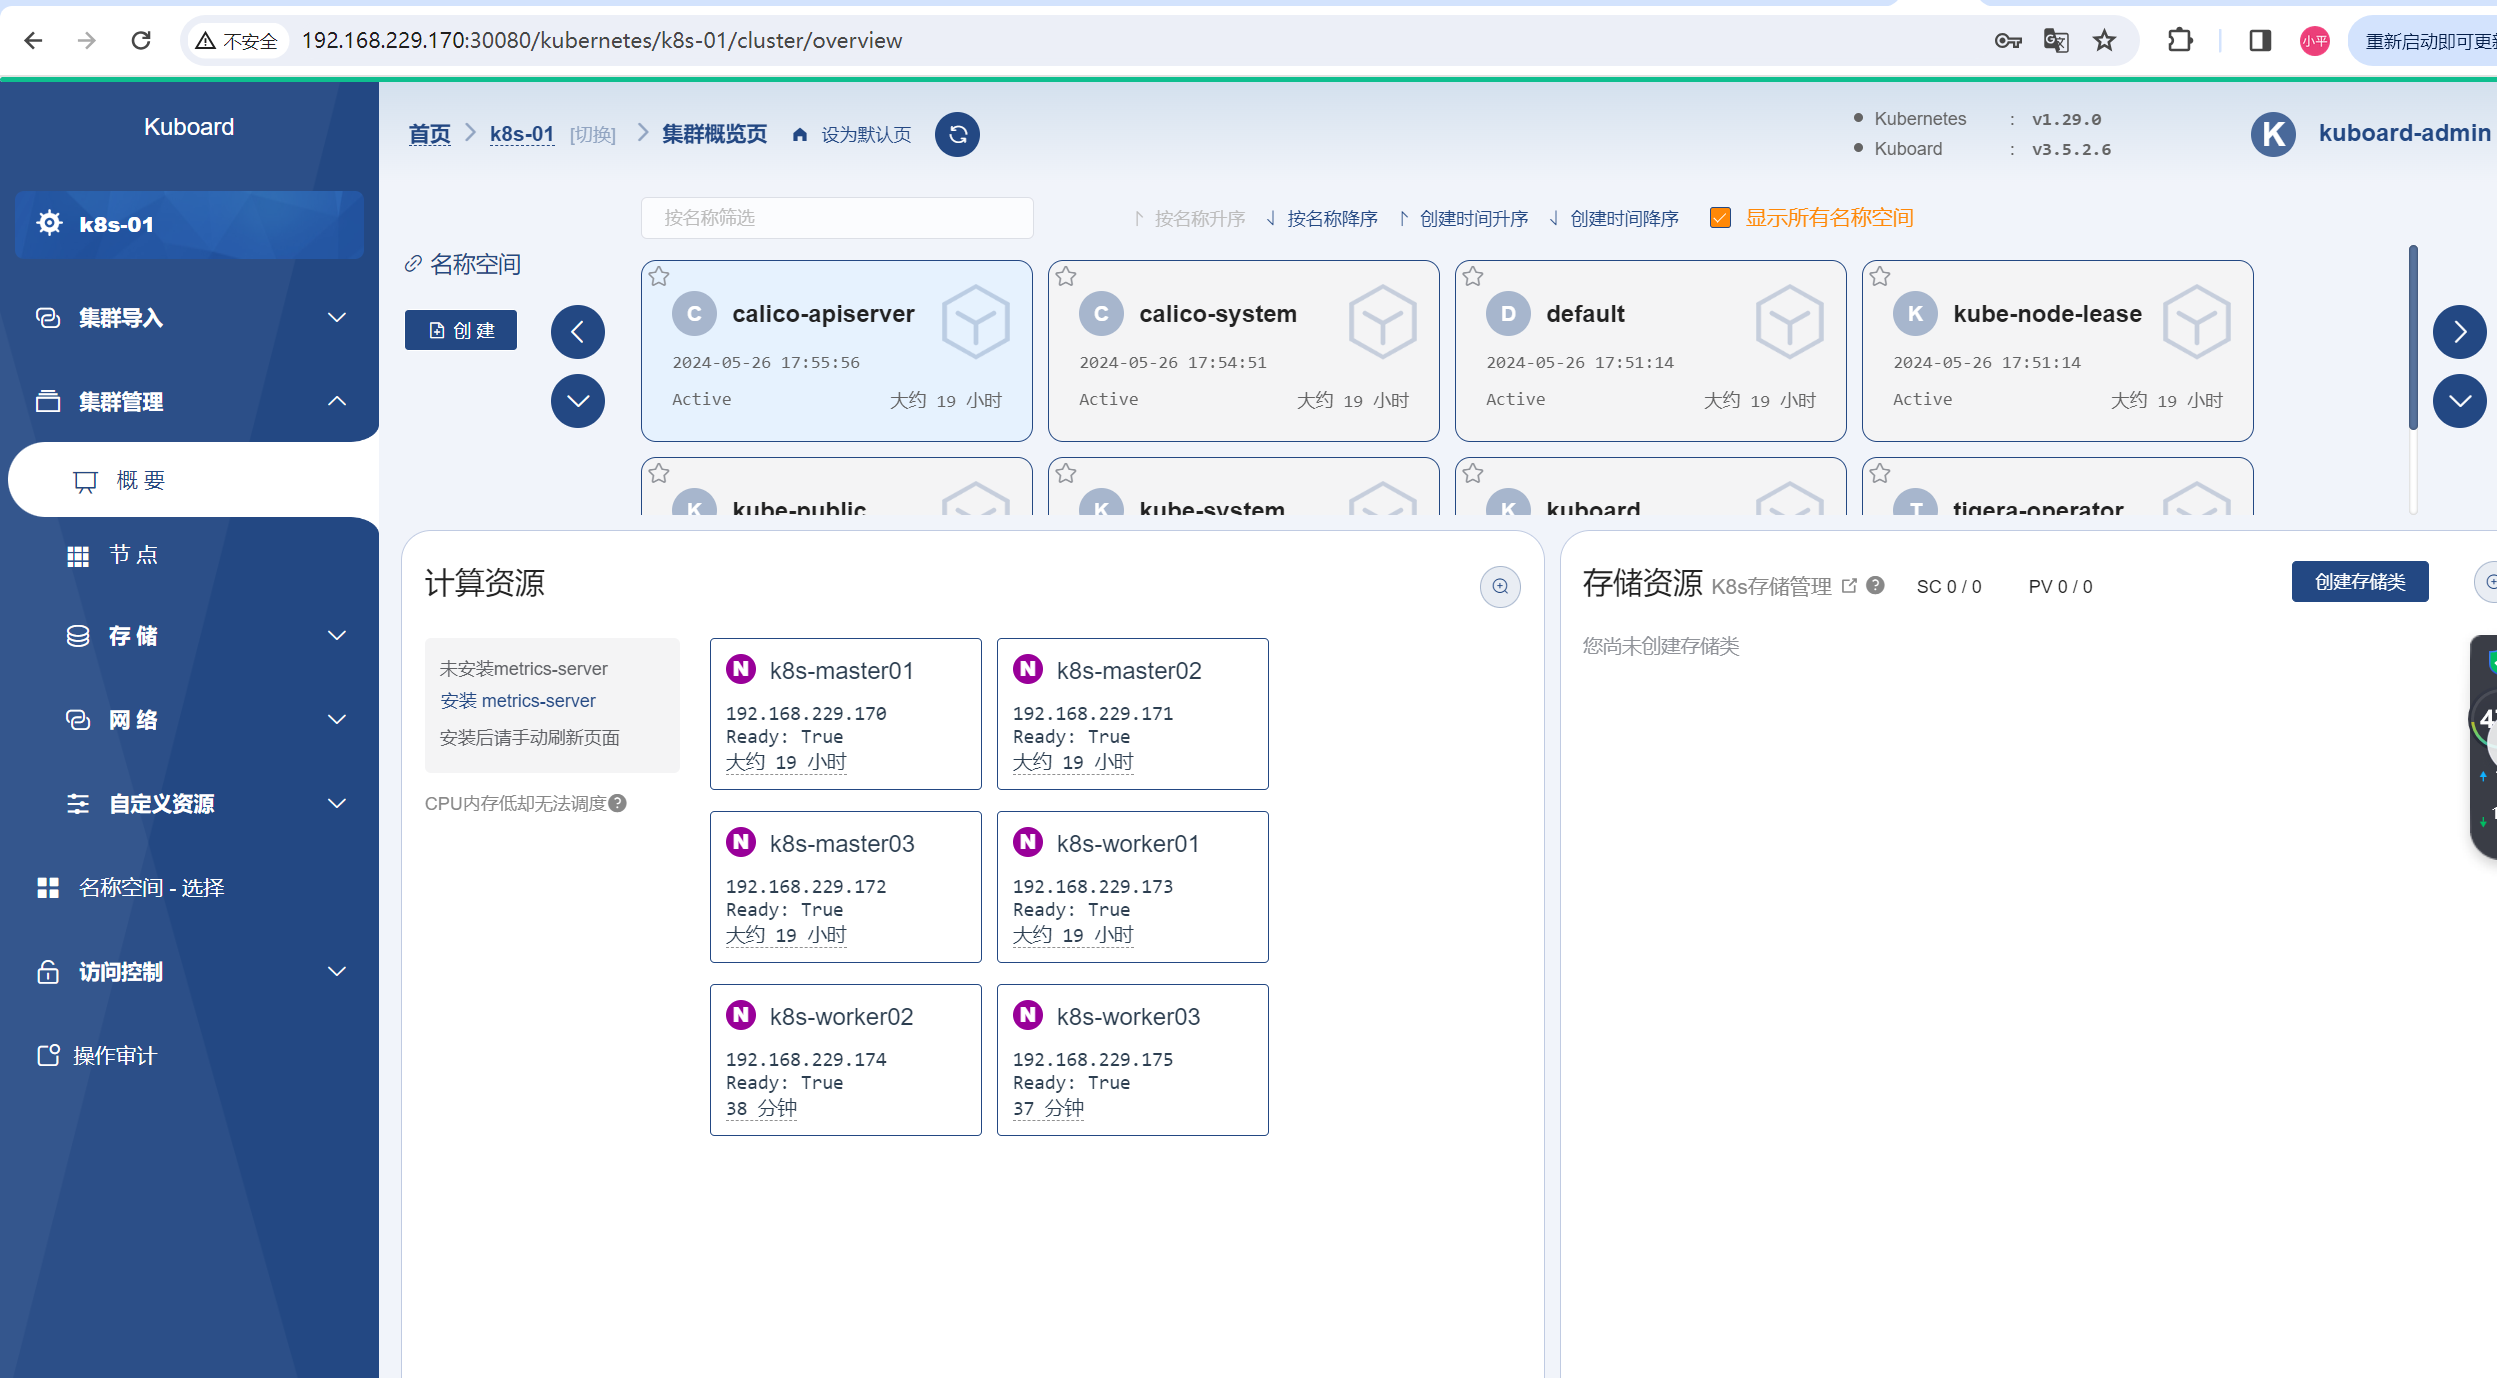 不安全
192.168.229.170:30080/kubernetes/k8s-01/cluster/overview
小平
重新启动即可更新
Kuboard
k8s-01
集群导入
集群管理
概 要
节 点
存 储
网 络
自定义资源
名称空间 - 选择
访问控制
操作审计
首页 > k8s-01 [切换] > 集群概览页 设为默认页
Kubernetes : v1.29.0
Kuboard : v3.5.2.6
K kuboard-admin
按名称筛选
按名称升序 按名称降序 创建时间升序 创建时间降序 显示所有名称空间
名称空间
创 建
C calico-apiserver
2024-05-26 17:55:56
Active 大约 19 小时
C calico-system
2024-05-26 17:54:51
Active 大约 19 小时
D default
2024-05-26 17:51:14
Active 大约 19 小时
K kube-node-lease
2024-05-26 17:51:14
Active 大约 19 小时
K kube-public
K kube-system
K kuboard
T tigera-operator
计算资源
未安装metrics-server
安装 metrics-server
安装后请手动刷新页面
CPU内存低却无法调度
N k8s-master01
192.168.229.170
Ready: True
大约 19 小时
N k8s-master02
192.168.229.171
Ready: True
大约 19 小时
N k8s-master03
192.168.229.172
Ready: True
大约 19 小时
N k8s-worker01
192.168.229.173
Ready: True
大约 19 小时
N k8s-worker02
192.168.229.174
Ready: True
38 分钟
N k8s-worker03
192.168.229.175
Ready: True
37 分钟
存储资源 K8s存储管理 SC 0 / 0 PV 0 / 0
创建存储类
您尚未创建存储类